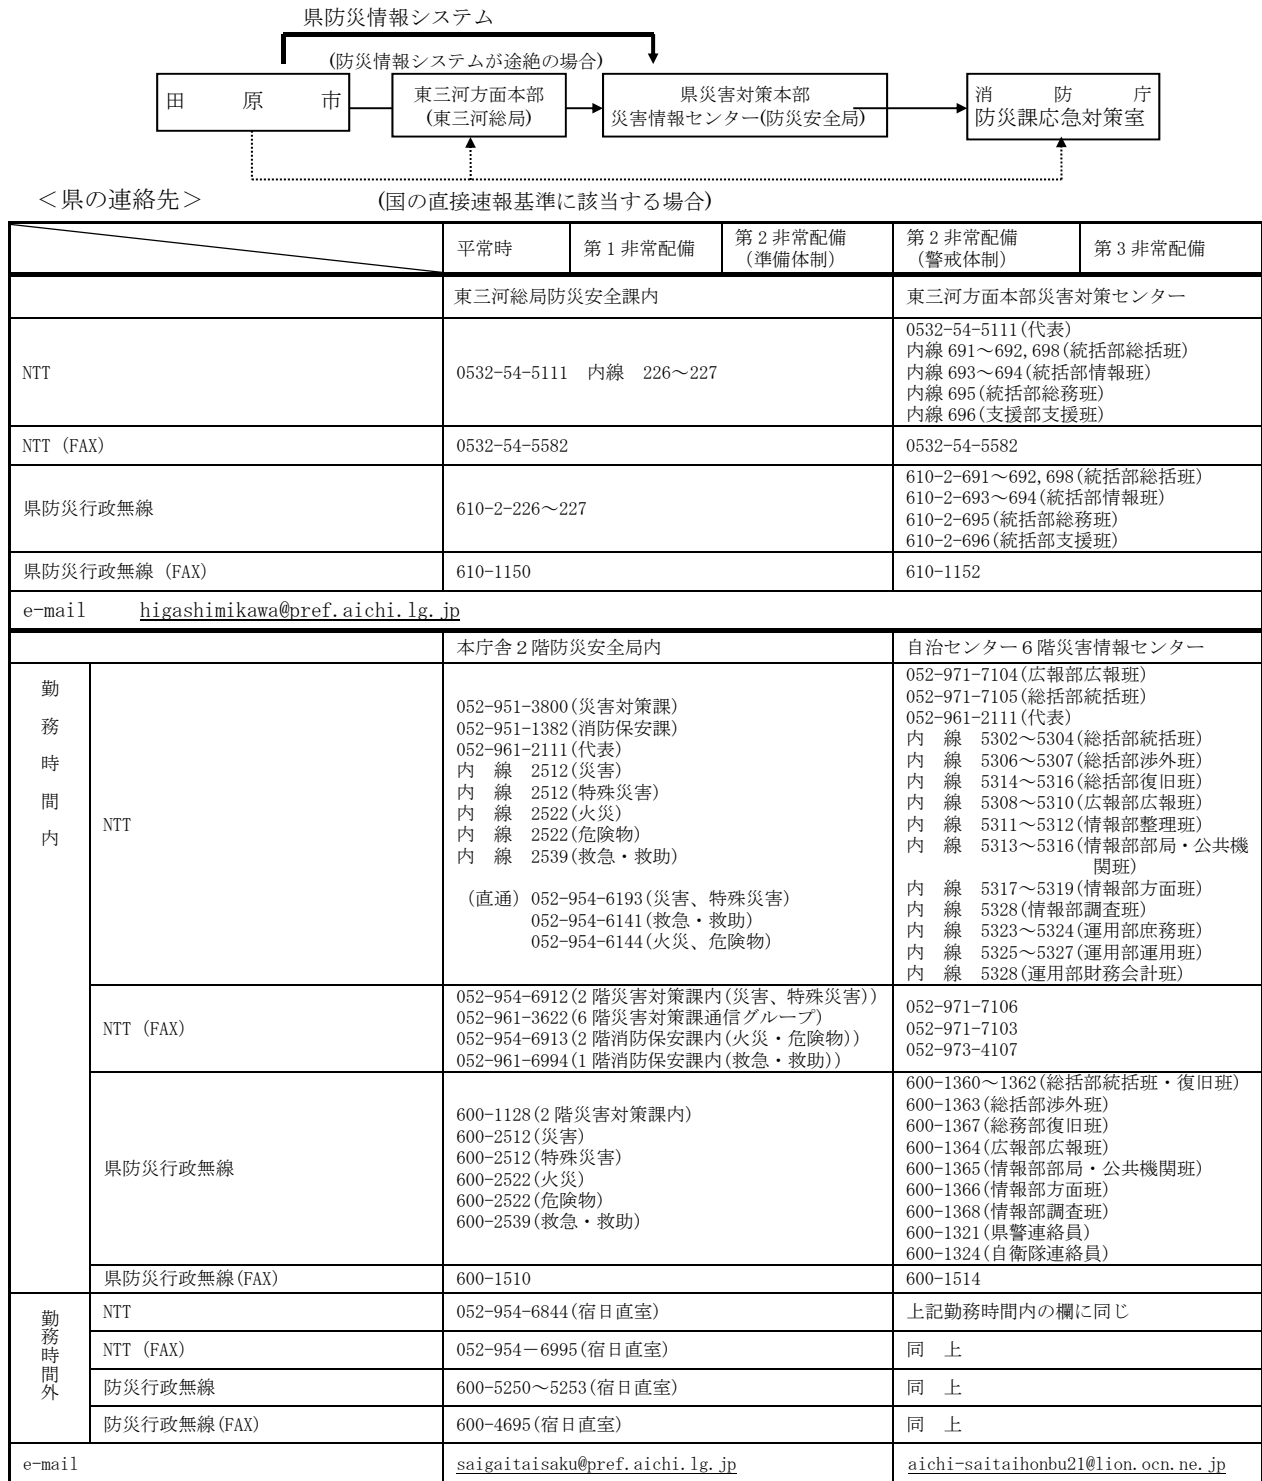 県防災情報システム
(防災情報システムが途絶の場合)
田　原　市
東三河方面本部
(東三河総局)
県災害対策本部
災害情報センター(防災安全局)
消　防　庁
防災課応急対策室
＜県の連絡先＞
(国の直接速報基準に該当する場合)
平常時
第１非常配備
第２非常配備
（準備体制）
第２非常配備
（警戒体制）
第３非常配備
東三河総局防災安全課内
東三河方面本部災害対策センター
NTT
0532-54-5111　内線　226～227
0532-54-5111(代表)
内線 691～692,698(統括部総括班)
内線 693～694(統括部情報班)
内線 695(統括部総務班)
内線 696(支援部支援班)
NTT (FAX)
0532-54-5582
0532-54-5582
県防災行政無線
610-2-226～227
610-2-691～692,698(統括部総括班)
610-2-693～694(統括部情報班)
610-2-695(統括部総務班)
610-2-696(統括部支援班)
県防災行政無線 (FAX)
610-1150
610-1152
e-mail　higashimikawa@pref.aichi.lg.jp
本庁舎２階防災安全局内
自治センター６階災害情報センター
勤務時間内
NTT
052-951-3800(災害対策課)
052-951-1382(消防保安課)
052-961-2111(代表)
内　線　2512(災害)
内　線　2512(特殊災害)
内　線　2522(火災)
内　線　2522(危険物)
内　線　2539(救急・救助)
（直通）052-954-6193(災害、特殊災害)
052-954-6141(救急・救助)
052-954-6144(火災、危険物)
052-971-7104(広報部広報班)
052-971-7105(総括部統括班)
052-961-2111(代表)
内　線　5302～5304(総括部統括班)
内　線　5306～5307(総括部渉外班)
内　線　5314～5316(総括部復旧班)
内　線　5308～5310(広報部広報班)
内　線　5311～5312(情報部整理班)
内　線　5313～5316(情報部部局・公共機
関班)
内　線　5317～5319(情報部方面班)
内　線　5328(情報部調査班)
内　線　5323～5324(運用部庶務班)
内　線　5325～5327(運用部運用班)
内　線　5328(運用部財務会計班)
NTT (FAX)
052-954-6912(2 階災害対策課内(災害、特殊災害))
052-961-3622(6 階災害対策課通信グループ)
052-954-6913(2 階消防保安課内(火災・危険物))
052-961-6994(1 階消防保安課内(救急・救助))
052-971-7106
052-971-7103
052-973-4107
県防災行政無線
600-1128(2 階災害対策課内)
600-2512(災害)
600-2512(特殊災害)
600-2522(火災)
600-2522(危険物)
600-2539(救急・救助)
600-1360～1362(総括部統括班・復旧班)
600-1363(総括部渉外班)
600-1367(総務部復旧班)
600-1364(広報部広報班)
600-1365(情報部部局・公共機関班)
600-1366(情報部方面班)
600-1368(情報部調査班)
600-1321(県警連絡員)
600-1324(自衛隊連絡員)
県防災行政無線(FAX)
600-1510
600-1514
勤務時間外
NTT
052-954-6844(宿日直室)
上記勤務時間内の欄に同じ
NTT (FAX)
052-954－6995(宿日直室)
同　上
防災行政無線
600-5250～5253(宿日直室)
同　上
防災行政無線(FAX)
600-4695(宿日直室)
同　上
e-mail
saigaitaisaku@pref.aichi.lg.jp
aichi-saitaihonbu21@lion.ocn.ne.jp